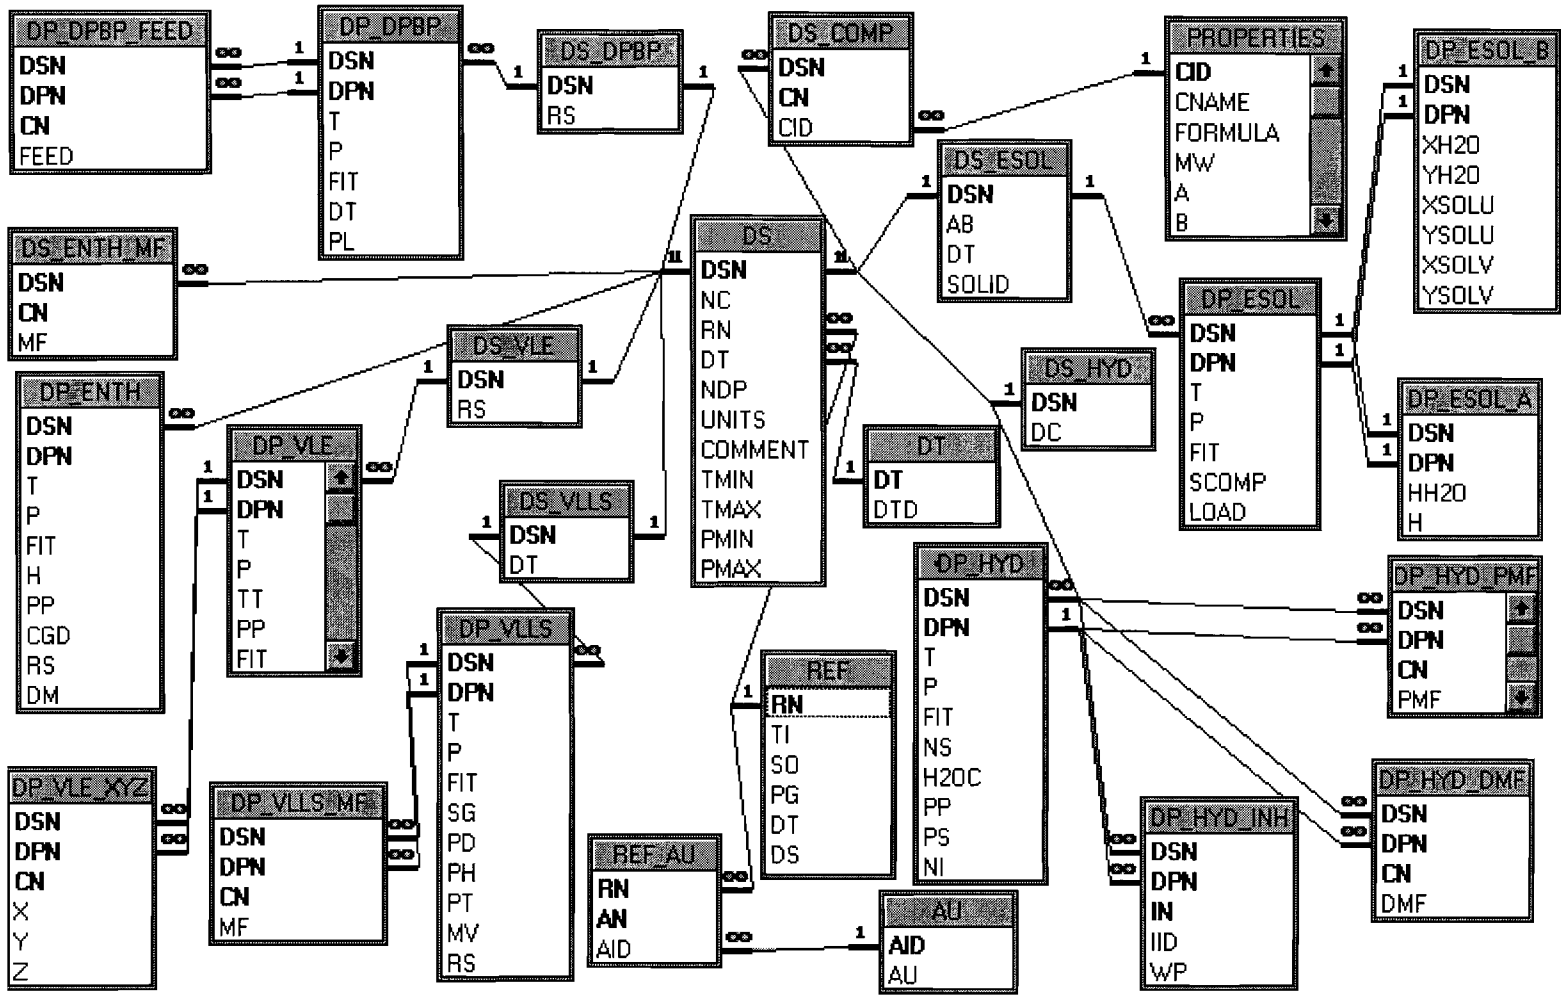 DP_DPBP_FEED
DSN
DPN
CN
FEED
DP_DPBP
DSN
DPN
T
P
FIT
DT
PL
DS_DPBP
DSN
RS
DS_COMP
DSN
CN
CID
PROPERTIES
CID
CNAME
FORMULA
MW
A
B
DP_ESOL_B
DSN
DPN
XH2O
YH2O
XSOLU
YSOLU
XSOLV
YSOLV
DS_ENTH_MF
DSN
CN
MF
DS
DSN
NC
RN
DT
NDP
UNITS
COMMENT
TMIN
TMAX
PMIN
PMAX
DS_ESOL
DSN
AB
DT
SOLID
DP_ESOL
DSN
DPN
T
P
FIT
SCOMP
LOAD
DS_VLE
DSN
RS
DS_HYD
DSN
DC
DP_ESOL_A
DSN
DPN
HH2O
H
DP_ENTH
DSN
DPN
T
P
FIT
H
PP
CGD
RS
DM
DP_VLE
DSN
DPN
T
P
TT
PP
FIT
DS_VLLS
DSN
DT
DT
DT
DTD
DP_HYD
DSN
DPN
T
P
FIT
NS
H2OC
PP
PS
NI
DP_HYD_PMF
DSN
DPN
CN
PMF
DP_VLLS
DSN
DPN
T
P
FIT
SG
PD
PH
PT
MV
RS
REF
RN
TI
SO
PG
DT
DS
DP_VLE_XYZ
DSN
DPN
CN
X
Y
Z
DP_VLLS_MF
DSN
DPN
CN
MF
REF_AU
RN
AN
AID
AU
AID
AU
DP_HYD_INH
DSN
DPN
IN
IID
WP
DP_HYD_DMF
DSN
DPN
CN
DMF